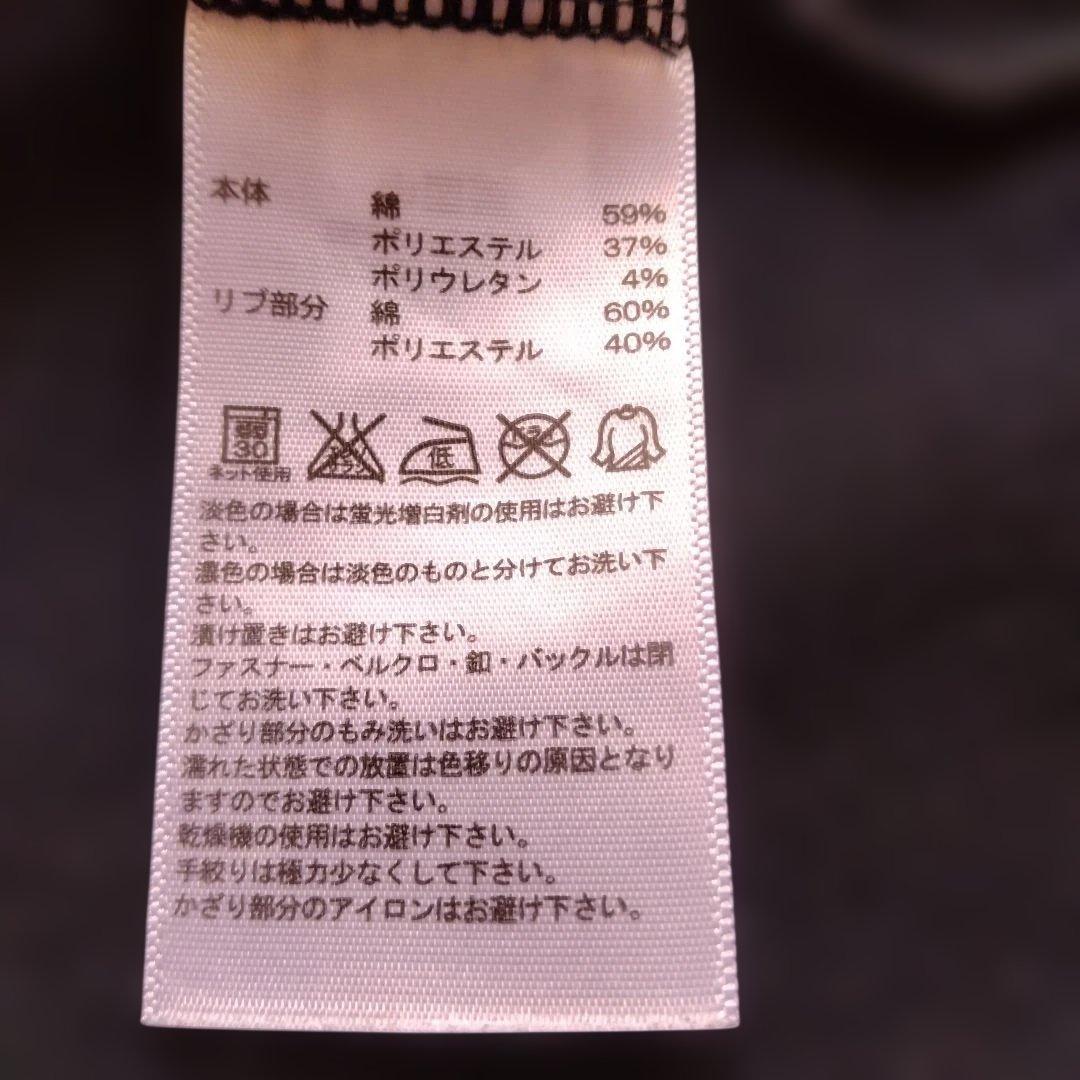 本体 綿 59%
ポリエステル 37%
ポリウレタン 4%
リブ部分 綿 60%
ポリエステル 40%
弱 30 低 ドライ
ネット使用
淡色の場合は蛍光増白剤の使用はお避け下
さい。
濃色の場合は淡色のものと分けてお洗い下
さい。
漬け置きはお避け下さい。
ファスナー・ベルクロ・釦・バックルは閉
じてお洗い下さい。
かざり部分のもみ洗いはお避け下さい。
濡れた状態での放置は色移りの原因となり
ますのでお避け下さい。
乾燥機の使用はお避け下さい。
手絞りは極力少なくして下さい。
かざり部分のアイロンはお避け下さい。